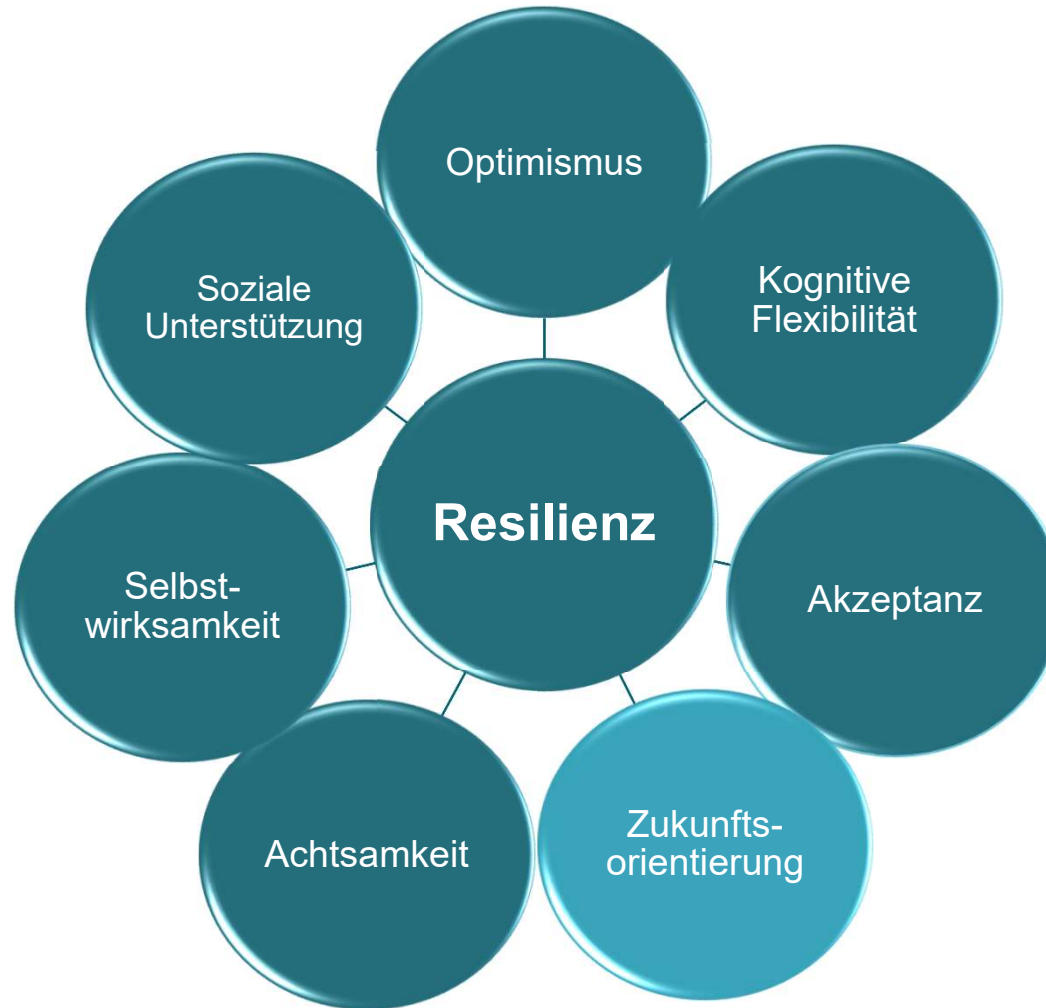 Optimismus
Kognitive
Flexibilität
Akzeptanz
Zukunfts-
orientierung
Achtsamkeit
Selbst-
wirksamkeit
Soziale
Unterstützung
Resilienz